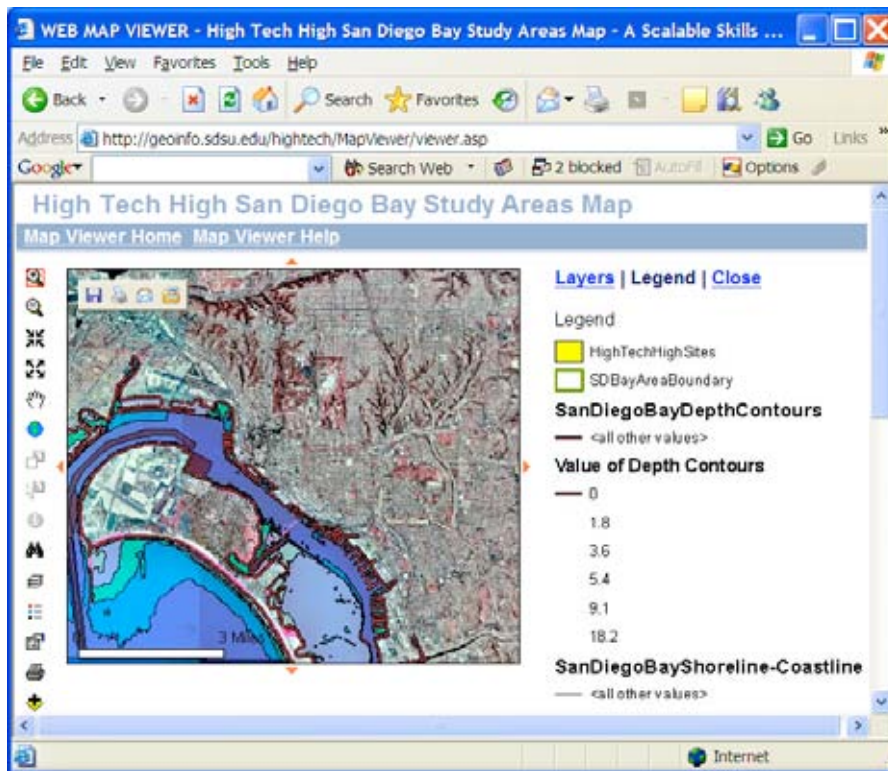 WEB MAP VIEWER - High Tech High San Diego Bay Study Areas Map - A Scalable Skills ...
File Edit View Favorites Tools Help
Back Search Favorites
Address http://geoinfo.sdsu.edu/hightech/MapViewer/viewer.asp Go Links »
Google Search Web 2 blocked AutoFill Options
High Tech High San Diego Bay Study Areas Map
Map Viewer Home Map Viewer Help
Layers | Legend | Close
Legend
HighTechHighSites
SDBayAreaBoundary
SanDiegoBayDepthContours
<all other values>
Value of Depth Contours
0
1.8
3.6
5.4
9.1
18.2
SanDiegoBayShoreline-Coastline
<all other values>
0 3 Miles
Internet